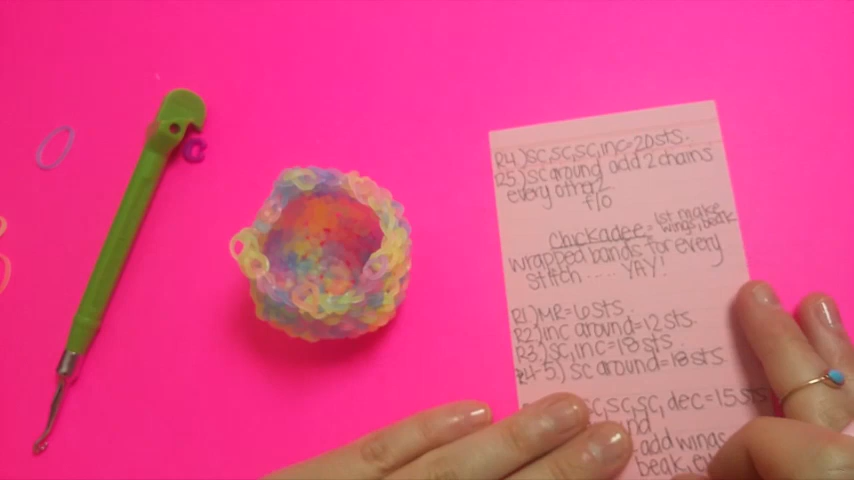 R4) sc, sc, sc, inc = 20 sts.
R5) sc around add 2 chains
every other
f/o
Chickadee = 1st make
wings, beak
wrapped bands for every
stitch .... YAY!
R1) MR = 6 sts.
R2) inc around = 12 sts.
R3) sc, inc = 18 sts.
R4-5) sc around = 18 sts.
sc, sc, sc, dec = 15 sts
nd
add wings
beak,